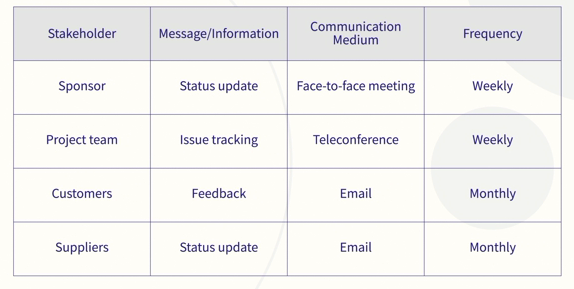 Stakeholder Message/Information Communication Medium Frequency
Sponsor Status update Face-to-face meeting Weekly
Project team Issue tracking Teleconference Weekly
Customers Feedback Email Monthly
Suppliers Status update Email Monthly